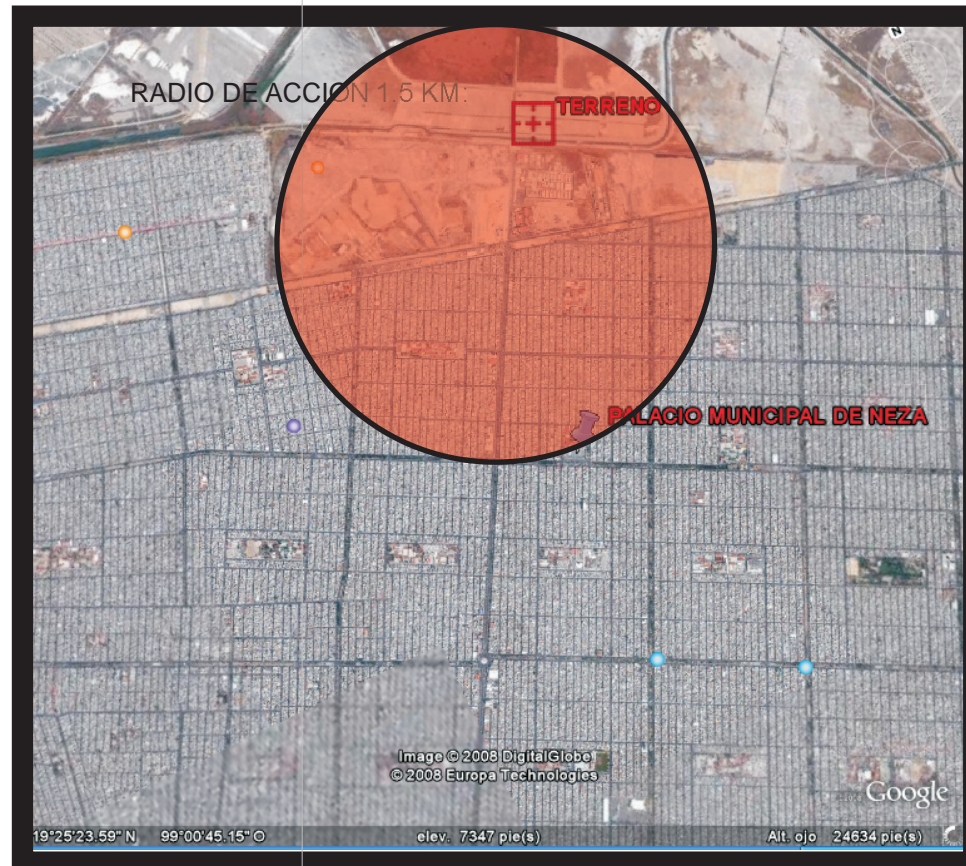 N
RADIO DE ACCION 1.5 KM.
TERRENO
PALACIO MUNICIPAL DE NEZA
Image © 2008 DigitalGlobe
© 2008 Europa Technologies
Google
19°25'23.59" N 99°00'45.15" O elev. 7347 pie(s) Alt. ojo 24634 pie(s)